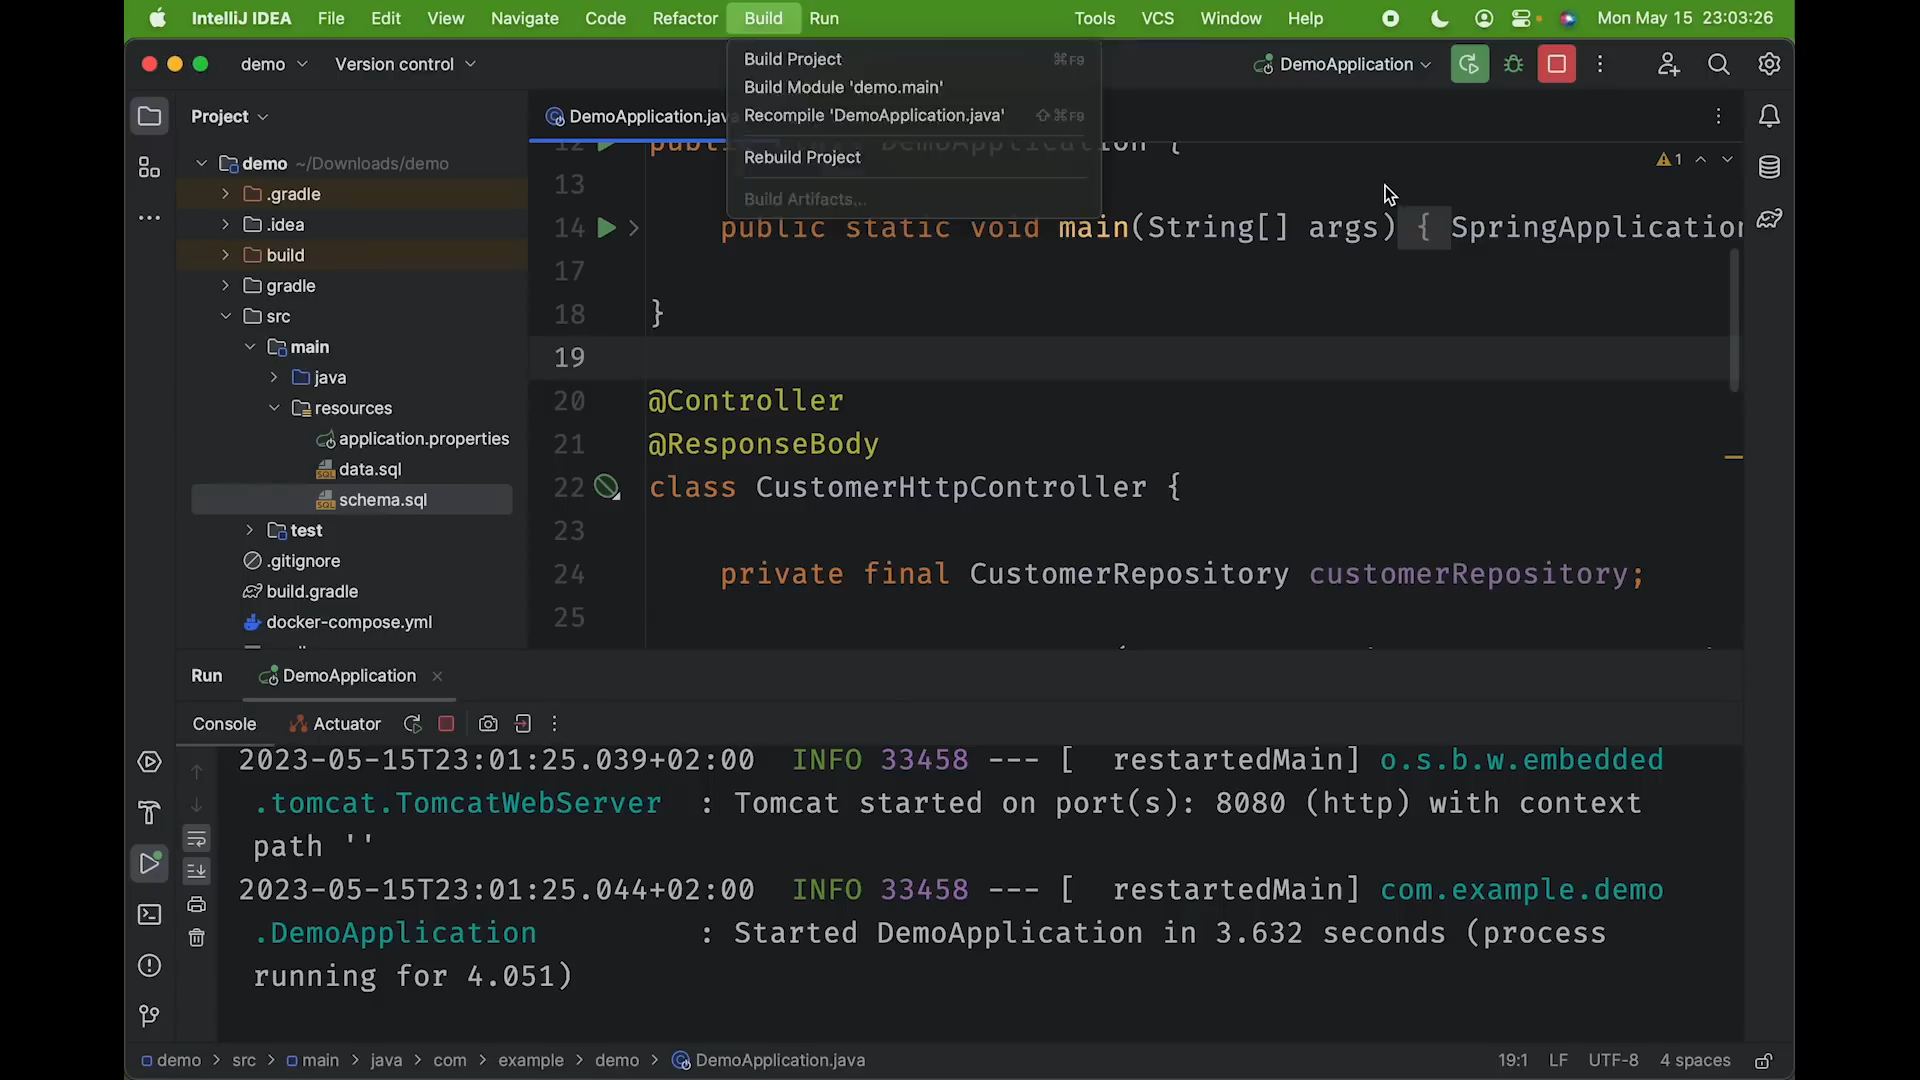 IntelliJ IDEA File Edit View Navigate Code Refactor Build Run Tools VCS Window Help Mon May 15 23:03:26
demo Version control DemoApplication
Build Project ⌘F9
Build Module 'demo.main'
Recompile 'DemoApplication.java' ⇧⌘F9
Rebuild Project
Build Artifacts...
Project
demo ~/Downloads/demo
.gradle
.idea
build
gradle
src
main
java
resources
application.properties
data.sql
schema.sql
test
.gitignore
build.gradle
docker-compose.yml
DemoApplication.jav
1
12 publi DemoApplication {
13
14 public static void main(String[] args) { SpringApplication
17
18 }
19
20 @Controller
21 @ResponseBody
22 class CustomerHttpController {
23
24 private final CustomerRepository customerRepository;
25
Run DemoApplication
Console Actuator
2023-05-15T23:01:25.039+02:00 INFO 33458 --- [ restartedMain] o.s.b.w.embedded
.tomcat.TomcatWebServer : Tomcat started on port(s): 8080 (http) with context
path ''
2023-05-15T23:01:25.044+02:00 INFO 33458 --- [ restartedMain] com.example.demo
.DemoApplication : Started DemoApplication in 3.632 seconds (process
running for 4.051)
demo > src > main > java > com > example > demo > DemoApplication.java 19:1 LF UTF-8 4 spaces